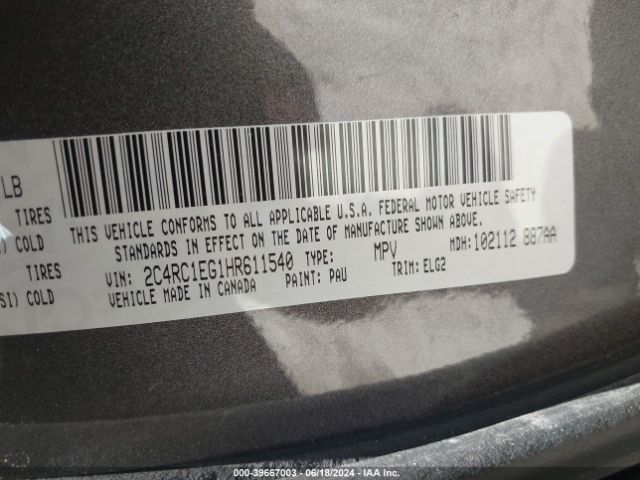 LB
TIRES
SI) COLD
TIRES
SI) COLD
THIS VEHICLE CONFORMS TO ALL APPLICABLE U.S.A. FEDERAL MOTOR VEHICLE SAFETY
STANDARDS IN EFFECT ON THE DATE OF MANUFACTURE SHOWN ABOVE.
VIN: 2C4RC1EG1HR611540 TYPE: MPV MDH: 102112 887AA
VEHICLE MADE IN CANADA PAINT: PAU TRIM: ELG2
000-39667003 - 06/18/2024 - IAA Inc.